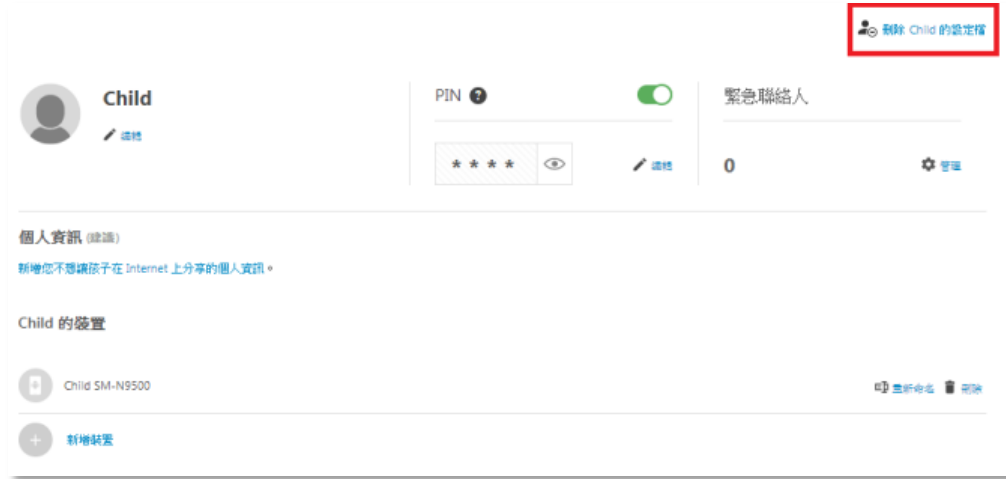 刪除 Child 的設定檔
Child
編輯
PIN ?
* * * *
編輯
緊急聯絡人
0
管理
個人資訊 (建議)
新增您不想讓孩子在 Internet 上分享的個人資訊。
Child 的裝置
Child SM-N9500
重新命名 刪除
新增裝置